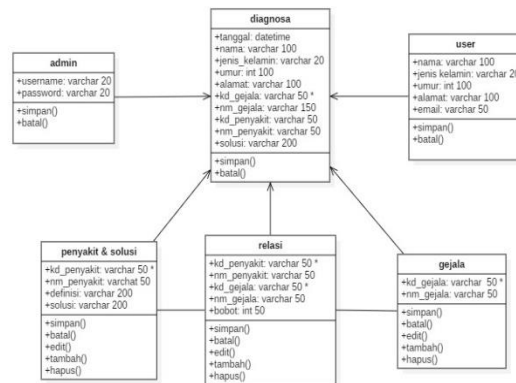 diagnosa
+tanggal: datetime
+nama: varchar 100
+jenis_kelamin: varchar 20
+umur: int 100
+alamat: varchar 100
+kd_gejala: varchar 50 *
+nm_gejala: varchar 150
+kd_penyakit: varchar 50
+nm_penyakit: varchar 50
+solusi: varchar 200
+simpan()
+batal()
admin
+username: varchar 20
+password: varchar 20
+simpan()
+batal()
user
+nama: varchar 100
+jenis kelamin: varchar 20
+umur: int 100
+alamat: varchar 100
+email: varchar 50
+simpan()
+batal()
penyakit & solusi
+kd_penyakit: varchar 50 *
+nm_penyakit: varchat 50
+definisi: varchar 200
+solusi: varchar 200
+simpan()
+batal()
+edit()
+tambah()
+hapus()
relasi
+kd_penyakit: varchar 50 *
+nm_penyakit: varchar 50
+kd_gejala: varchar 50 *
+nm_gejala: varchar 50
+bobot: int 50
+simpan()
+batal()
+edit()
+tambah()
+hapus()
gejala
+kd_gejala: varchar 50 *
+nm_gejala: varchar 50
+simpan()
+batal()
+edit()
+tambah()
+hapus()